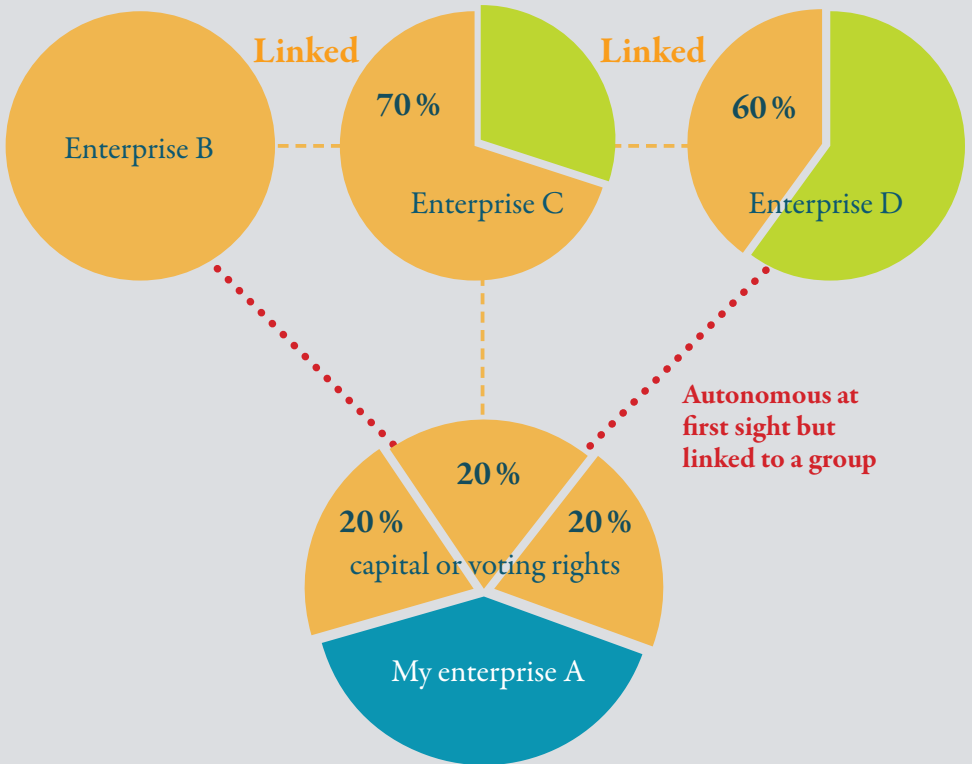 Linked
Linked
70 %
60 %
Enterprise B
Enterprise C
Enterprise D
Autonomous at
first sight but
linked to a group
20 %
20 %
20 %
capital or voting rights
My enterprise A